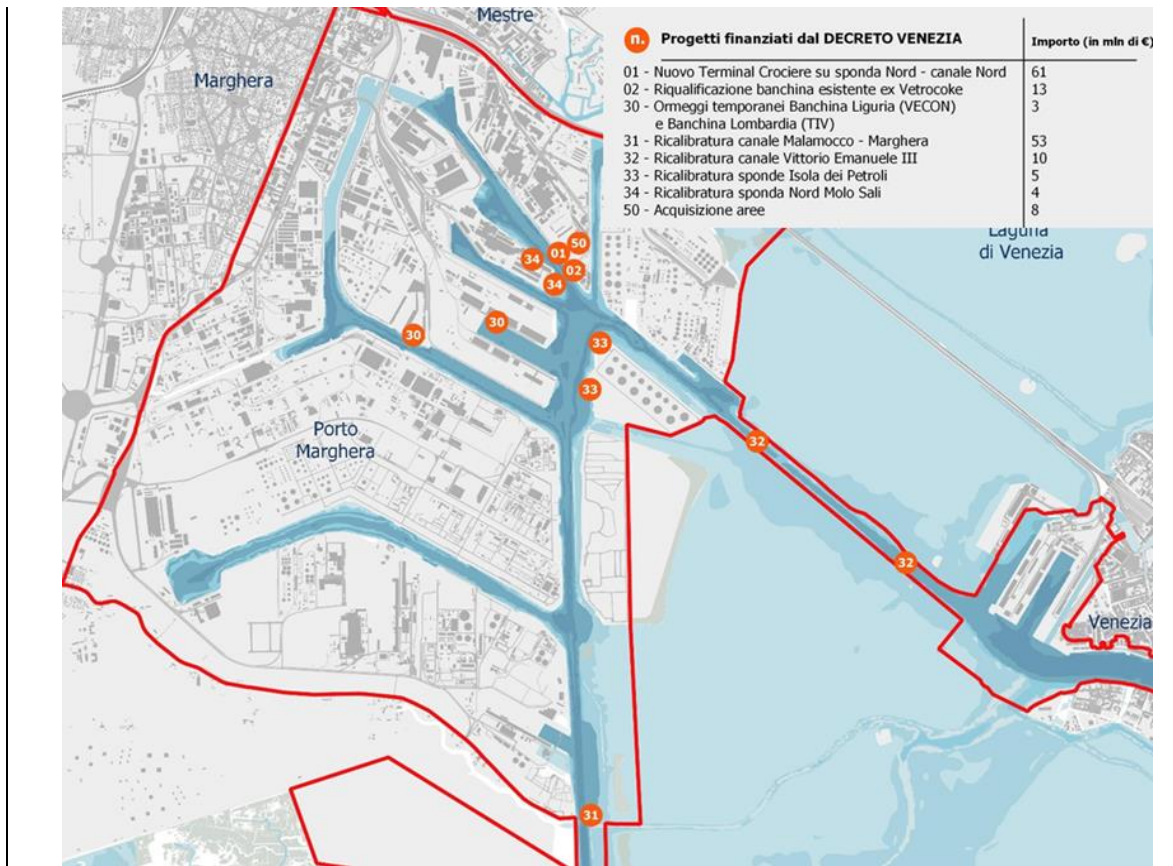 Mestre
Marghera
n. Progetti finanziati dal DECRETO VENEZIA
Importo (in mln di €)
01 - Nuovo Terminal Crociere su sponda Nord - canale Nord 61
02 - Riqualificazione banchina esistente ex Vetrocoke 13
30 - Ormeggi temporanei Banchina Liguria (VECON) 3
e Banchina Lombardia (TIV)
31 - Ricalibratura canale Malamocco - Marghera 53
32 - Ricalibratura canale Vittorio Emanuele III 10
33 - Ricalibratura sponde Isola dei Petroli 5
34 - Ricalibratura sponda Nord Molo Sali 4
50 - Acquisizione aree 8
Laguna
di Venezia
50
01
34
02
34
30
30
33
33
Porto
Marghera
32
32
Venezia
31